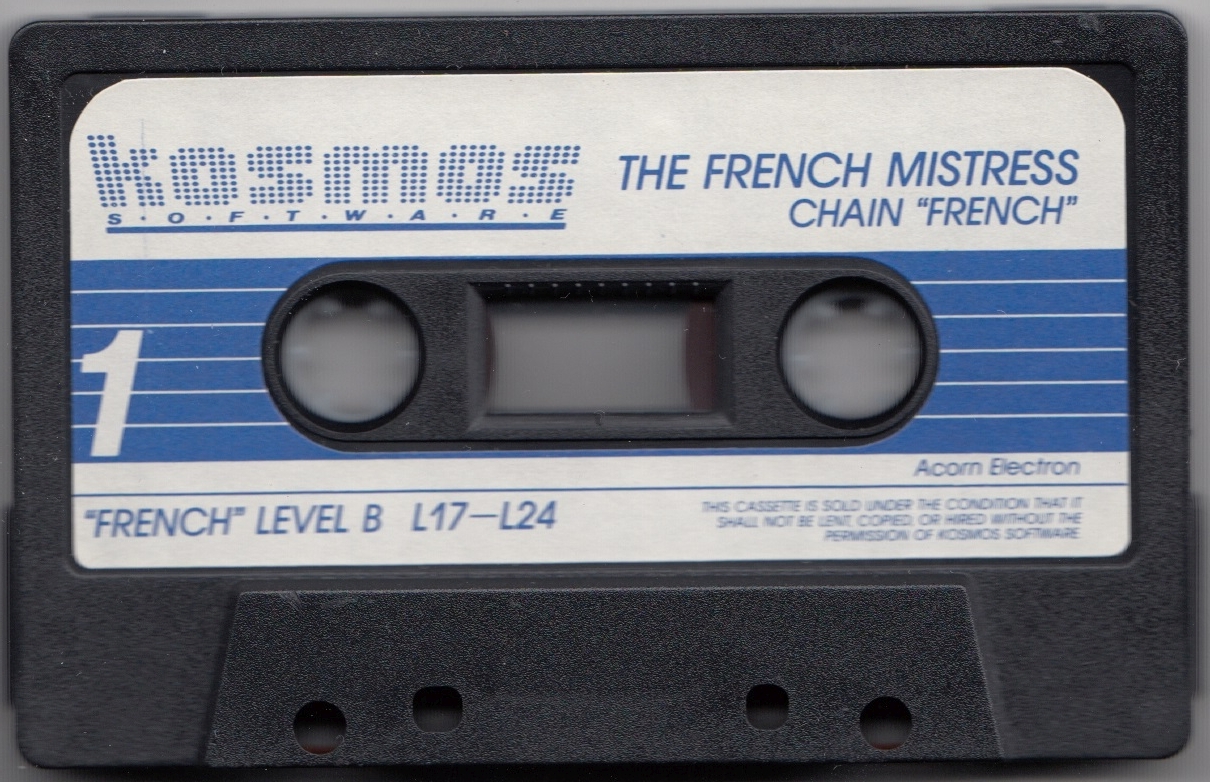 kosmos
S·O·F·T·W·A·R·E
THE FRENCH MISTRESS
CHAIN “FRENCH”
1
Acorn Electron
“FRENCH” LEVEL B L17—L24
THIS CASSETTE IS SOLD UNDER THE CONDITION THAT IT
SHALL NOT BE LENT, COPIED, OR HIRED WITHOUT THE
PERMISSION OF KOSMOS SOFTWARE